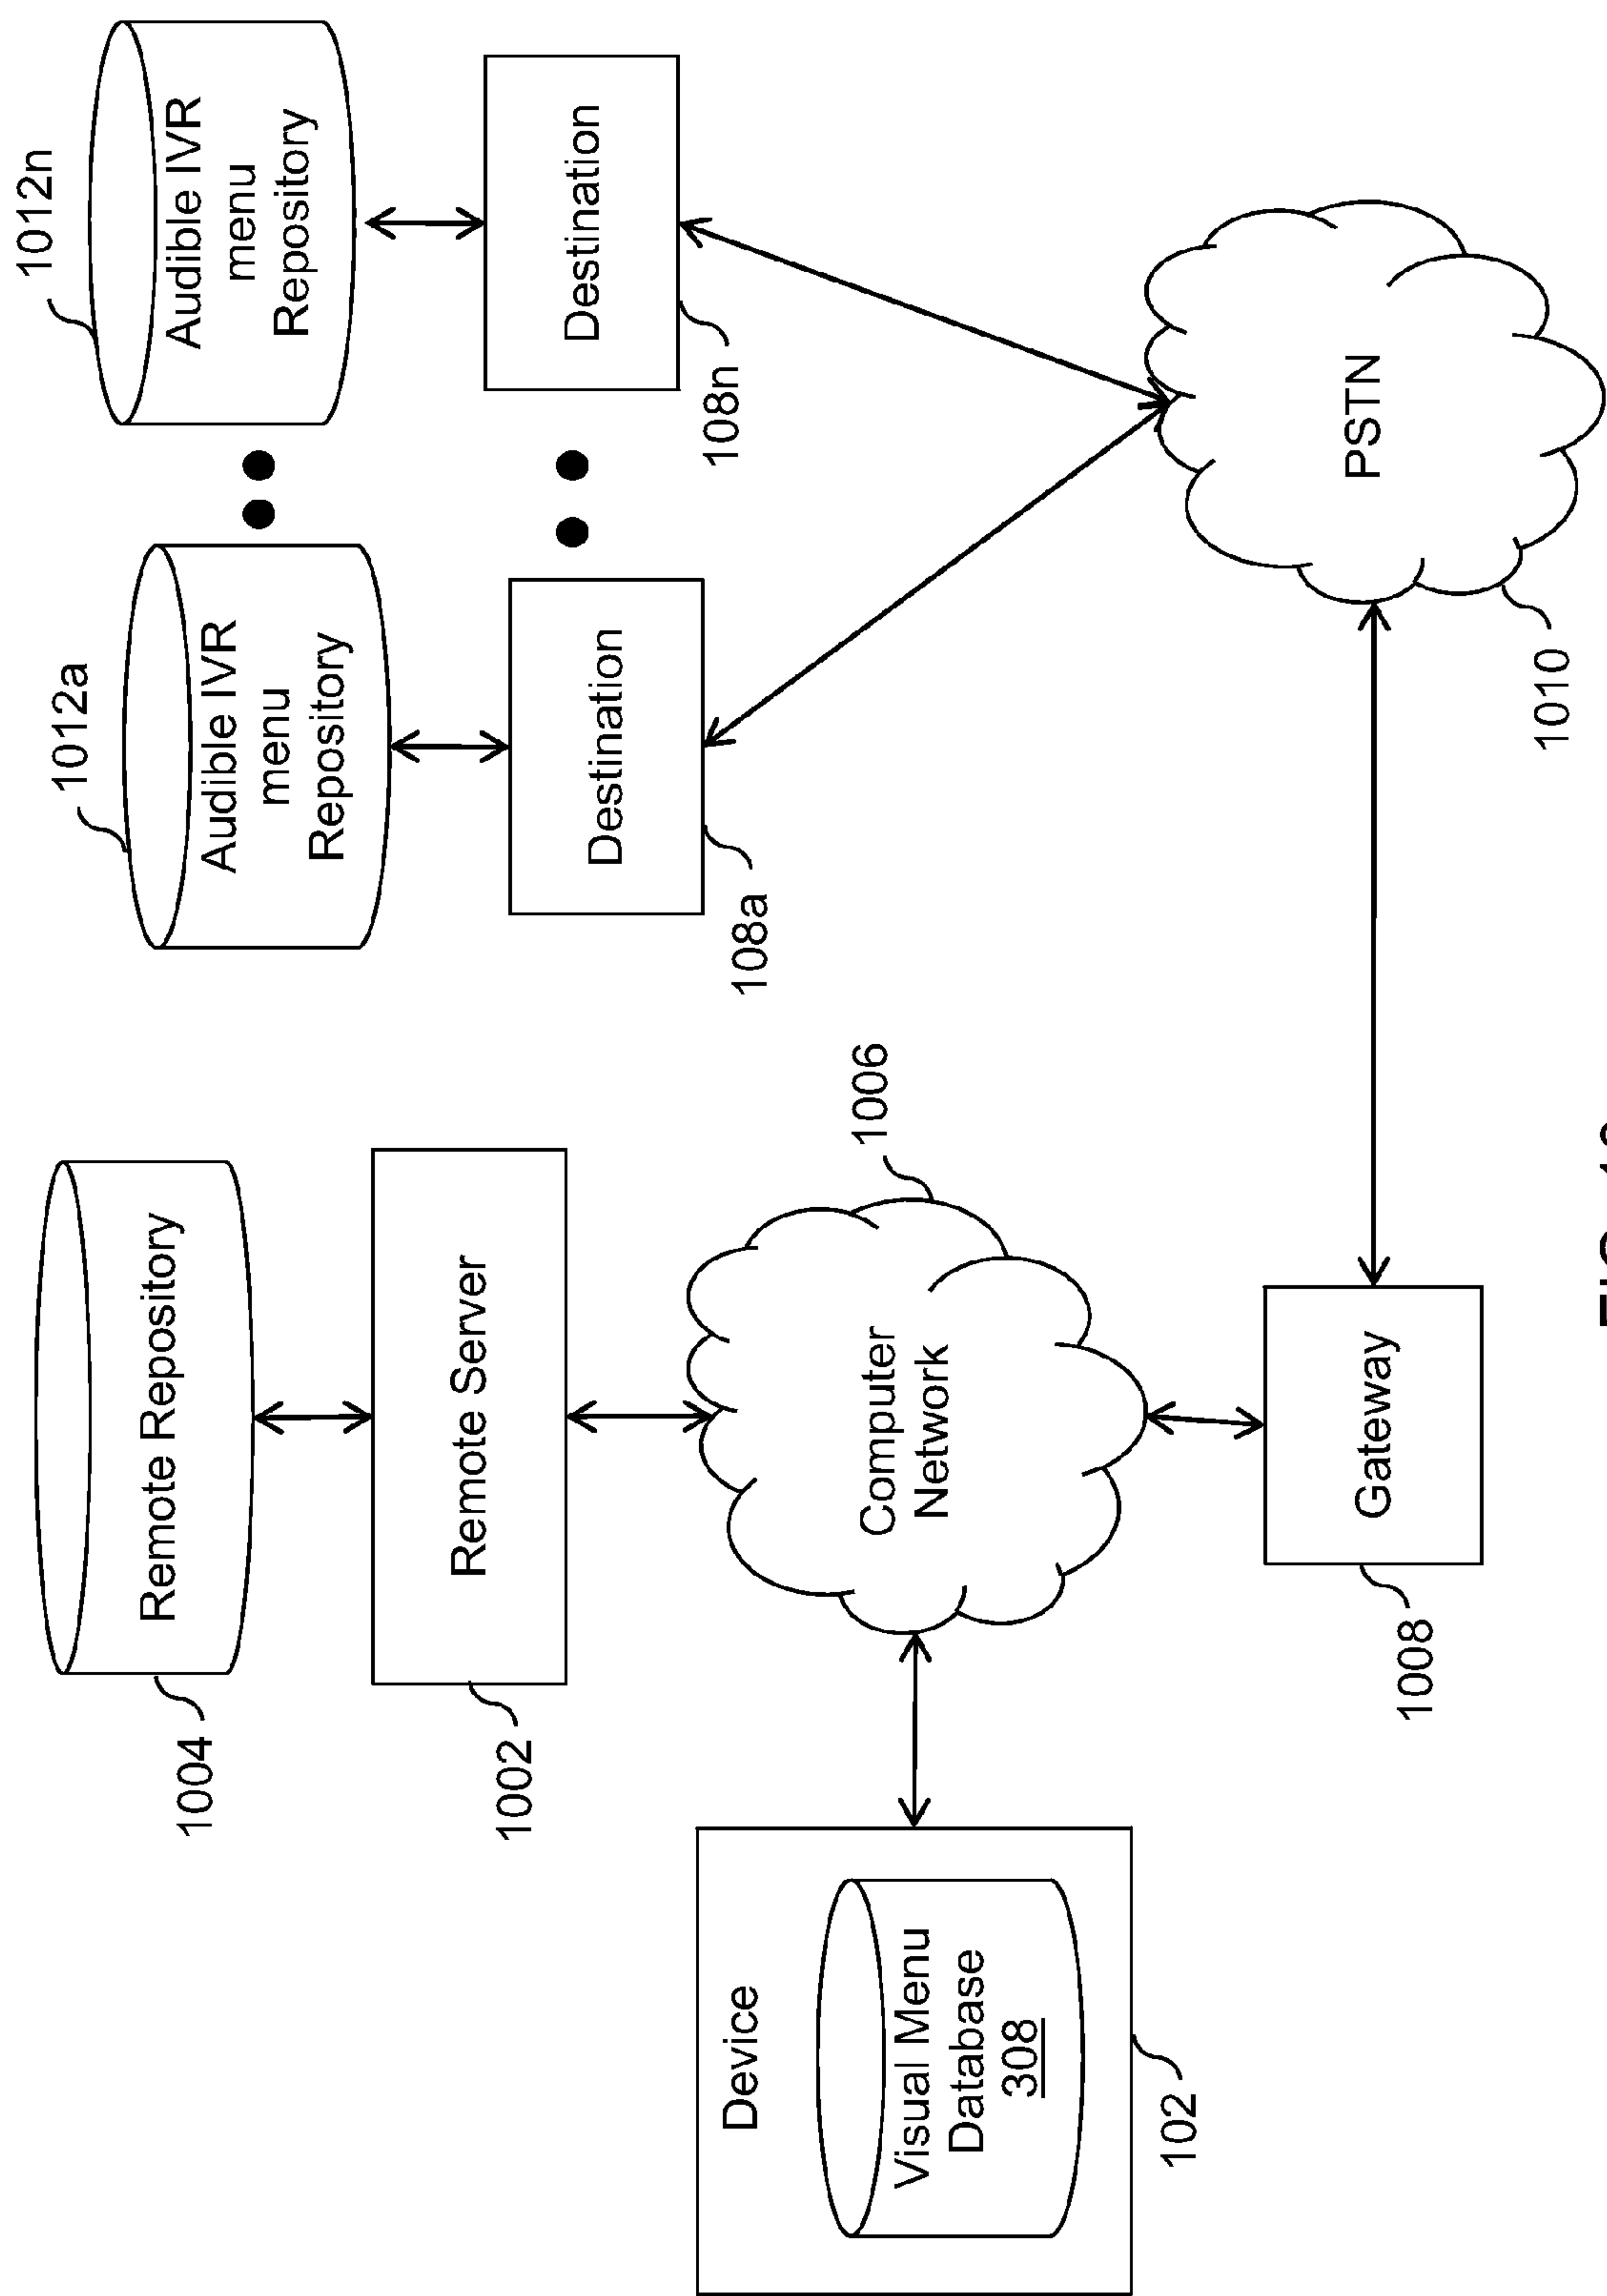 1004
Remote Repository
1002
Remote Server
Device
Visual Menu
Database
308
102
Computer
Network
1006
1008
Gateway
1012a
Audible IVR
menu
Repository
1012n
Audible IVR
menu
Repository
Destination
108a
Destination
108n
PSTN
1010